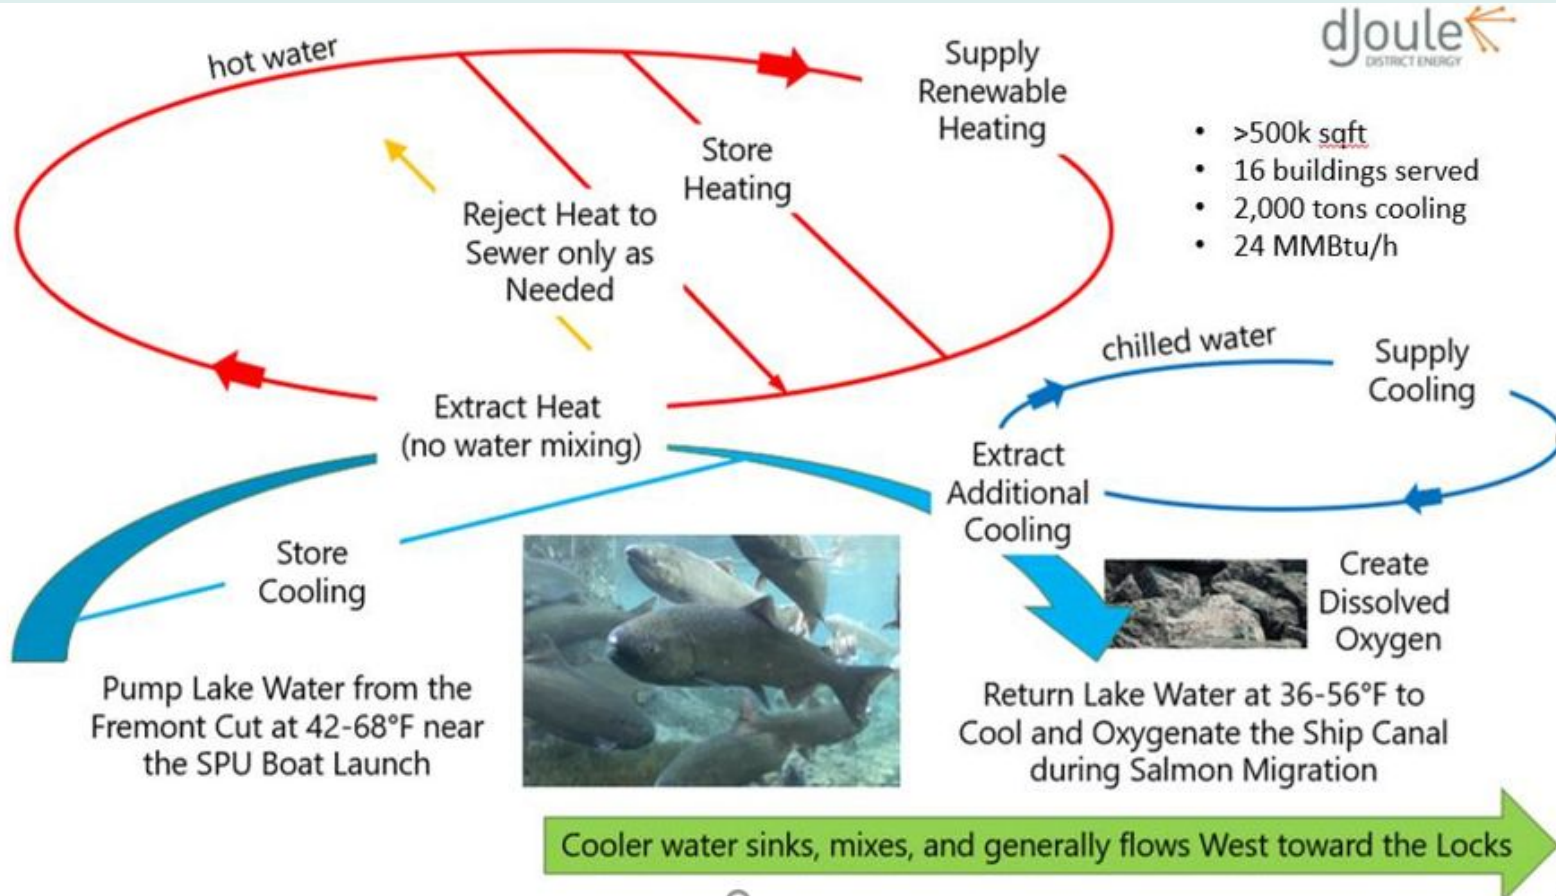 djoule
DISTRICT ENERGY
hot water
Supply
Renewable
Heating
• >500k sqft
• 16 buildings served
• 2,000 tons cooling
• 24 MMBtu/h
Store
Heating
Reject Heat to
Sewer only as
Needed
Extract Heat
(no water mixing)
chilled water
Supply
Cooling
Extract
Additional
Cooling
Store
Cooling
Create
Dissolved
Oxygen
Pump Lake Water from the
Fremont Cut at 42-68°F near
the SPU Boat Launch
Return Lake Water at 36-56°F to
Cool and Oxygenate the Ship Canal
during Salmon Migration
Cooler water sinks, mixes, and generally flows West toward the Locks